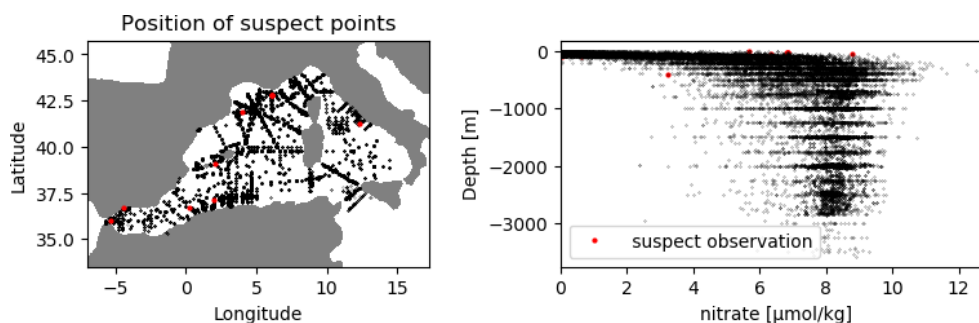 Position of suspect points
45.0
42.5
40.0
37.5
35.0
Latitude
−5 0 5 10 15
Longitude
0
−1000
−2000
−3000
Depth [m]
suspect observation
0 2 4 6 8 10 12
nitrate [μmol/kg]